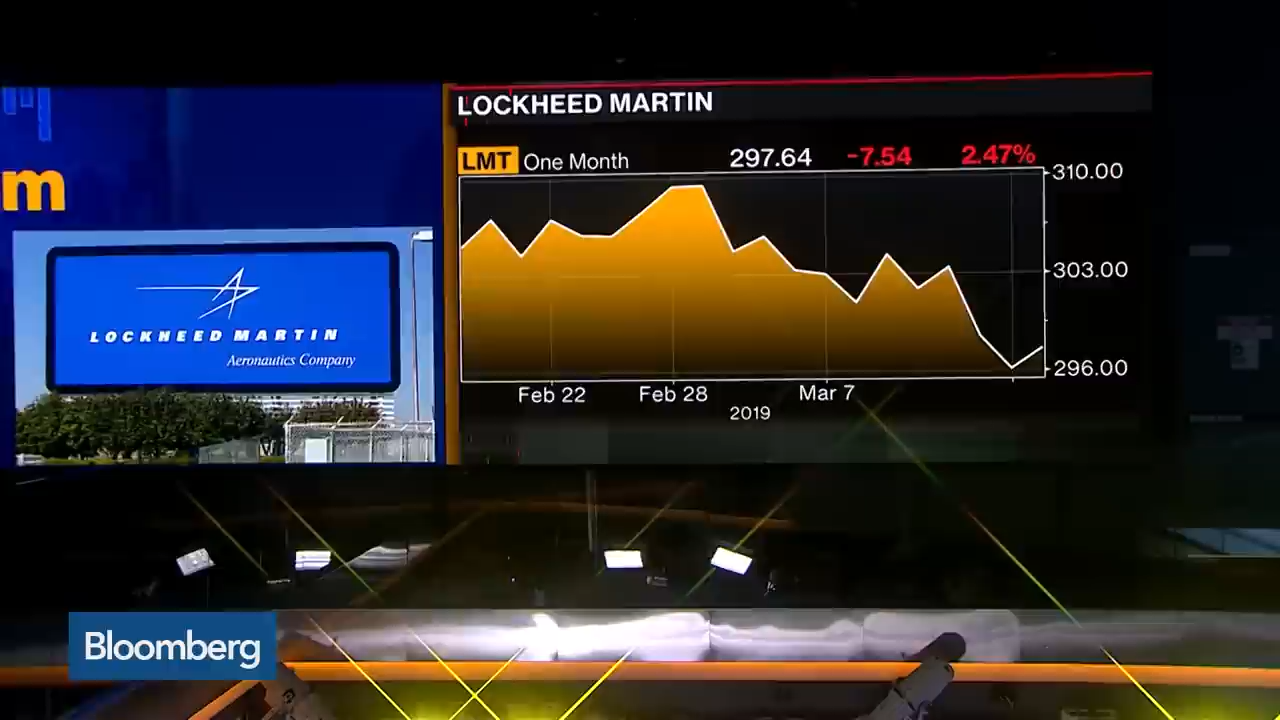 m
LOCKHEED MARTIN
Aeronautics Company
LOCKHEED MARTIN
LMT One Month 297.64 -7.54 2.47%
310.00
303.00
296.00
Feb 22 Feb 28 Mar 7
2019
Bloomberg